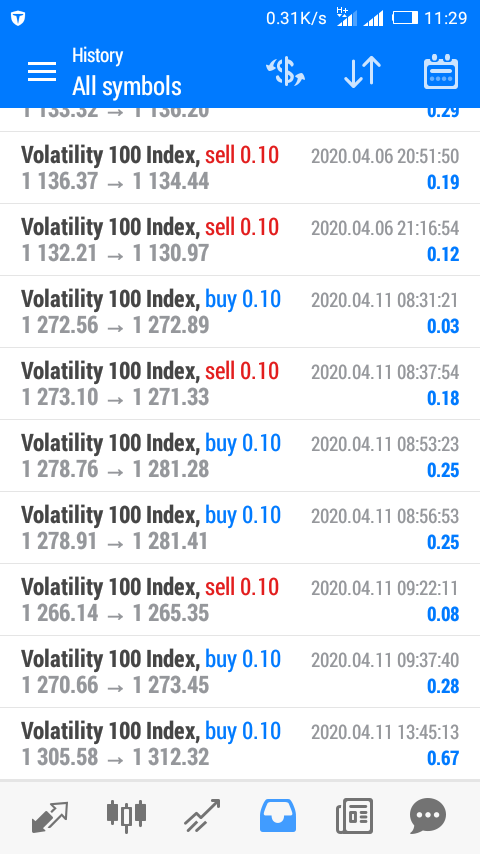 0.31K/s H+ 11:29
History
All symbols
1 133.32 → 1 136.20 0.29
Volatility 100 Index, sell 0.10 2020.04.06 20:51:50
1 136.37 → 1 134.44 0.19
Volatility 100 Index, sell 0.10 2020.04.06 21:16:54
1 132.21 → 1 130.97 0.12
Volatility 100 Index, buy 0.10 2020.04.11 08:31:21
1 272.56 → 1 272.89 0.03
Volatility 100 Index, sell 0.10 2020.04.11 08:37:54
1 273.10 → 1 271.33 0.18
Volatility 100 Index, buy 0.10 2020.04.11 08:53:23
1 278.76 → 1 281.28 0.25
Volatility 100 Index, buy 0.10 2020.04.11 08:56:53
1 278.91 → 1 281.41 0.25
Volatility 100 Index, sell 0.10 2020.04.11 09:22:11
1 266.14 → 1 265.35 0.08
Volatility 100 Index, buy 0.10 2020.04.11 09:37:40
1 270.66 → 1 273.45 0.28
Volatility 100 Index, buy 0.10 2020.04.11 13:45:13
1 305.58 → 1 312.32 0.67